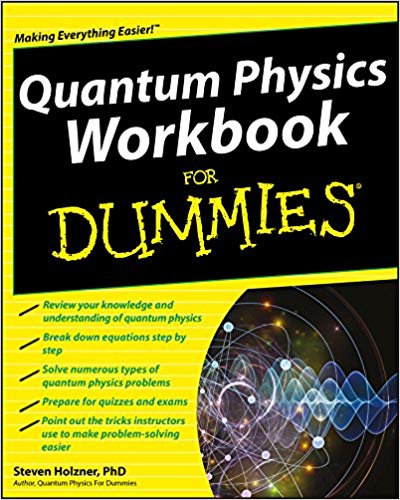 Making Everything Easier!™
Quantum Physics
Workbook
FOR
DUMMIES®
Review your knowledge and
understanding of quantum physics
Break down equations step by
step
Solve numerous types of
quantum physics problems
Prepare for quizzes and exams
Point out the tricks instructors
use to make problem-solving
easier
Steven Holzner, PhD
Author, Quantum Physics For Dummies